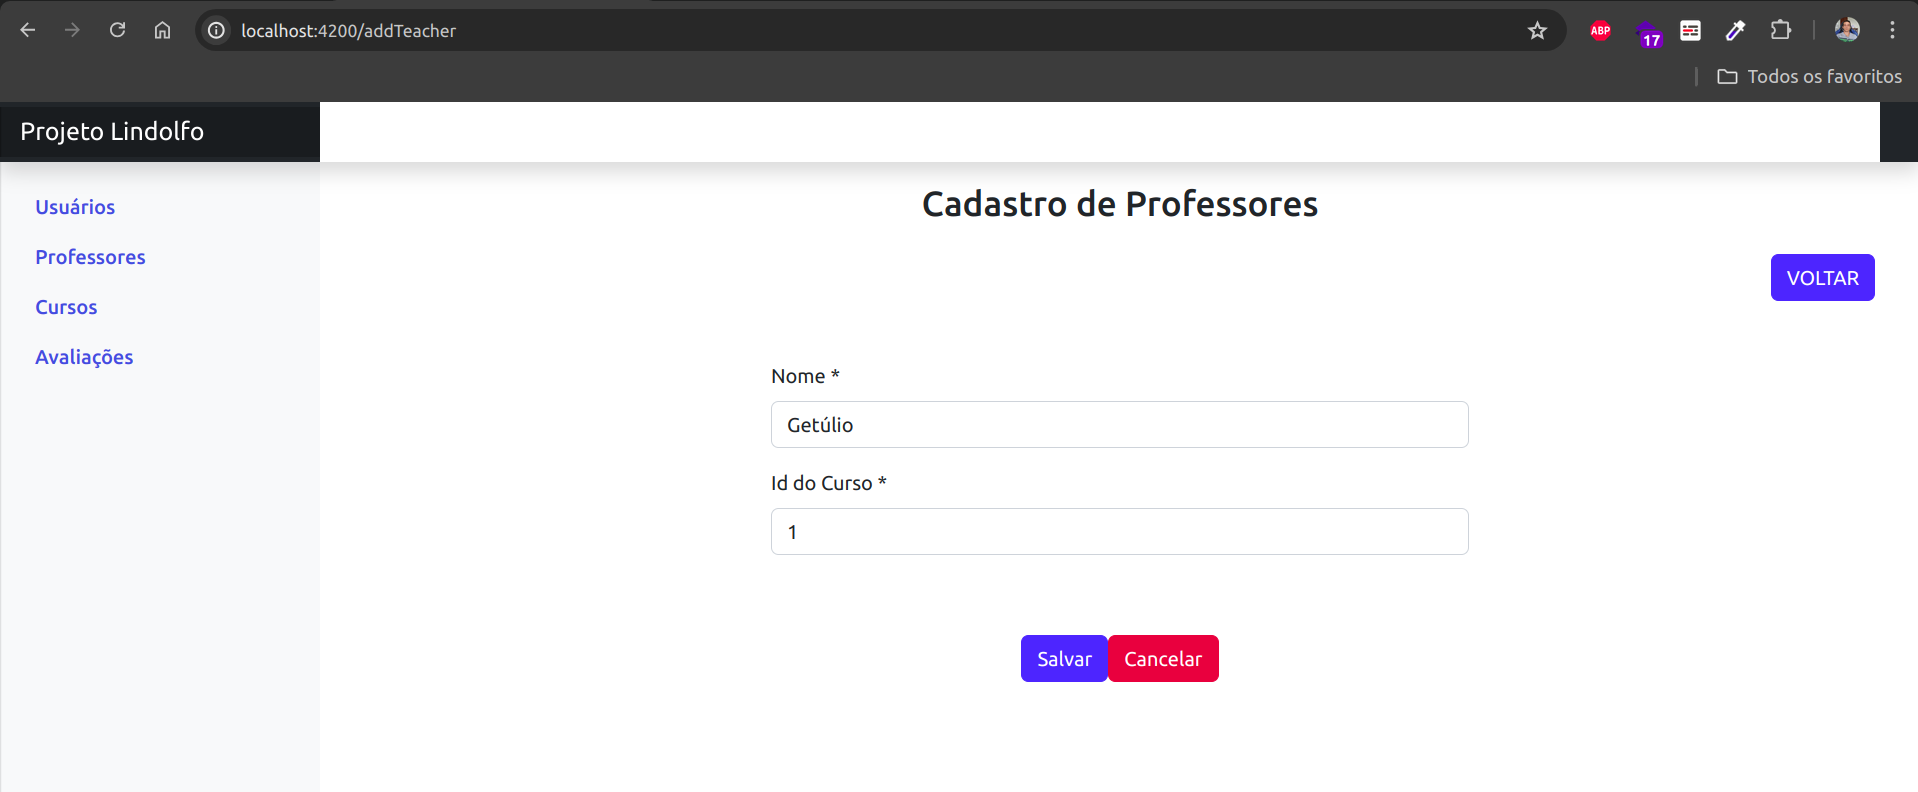 localhost:4200/addTeacher
ABP
17
Todos os favoritos
Projeto Lindolfo
Usuários
Professores
Cursos
Avaliações
Cadastro de Professores
VOLTAR
Nome *
Getúlio
Id do Curso *
1
Salvar
Cancelar